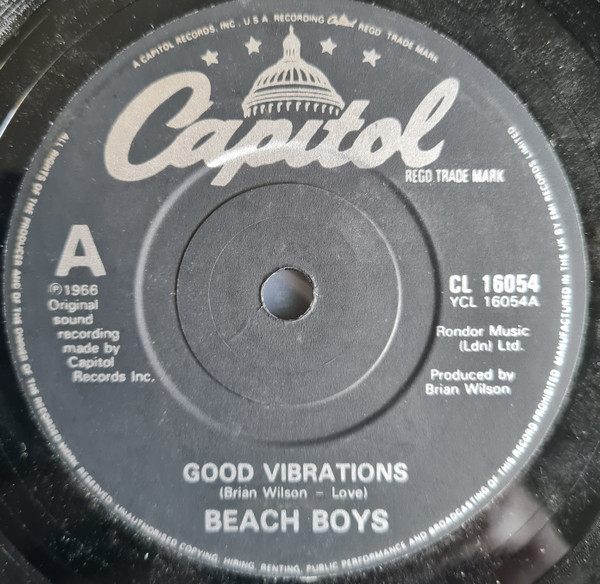 A CAPITOL RECORDS, INC. U S A RECORDING Capitol REGD. TRADE MARK
Capitol
REGD. TRADE MARK
A
Ⓟ1966
Original
sound
recording
made by
Capitol
Records Inc.
CL 16054
YCL 16054A
Rondor Music
(Ldn) Ltd.
Produced by
Brian Wilson
GOOD VIBRATIONS
(Brian Wilson – Love)
BEACH BOYS
ALL RIGHTS OF THE PRODUCER AND OF THE OWNER OF THE RECORDED WORK RESERVED. UNAUTHORISED COPYING, HIRING, RENTING, PUBLIC PERFORMANCE AND BROADCASTING OF THIS RECORD PROHIBITED. MANUFACTURED IN THE UK BY EMI RECORDS LIMITED